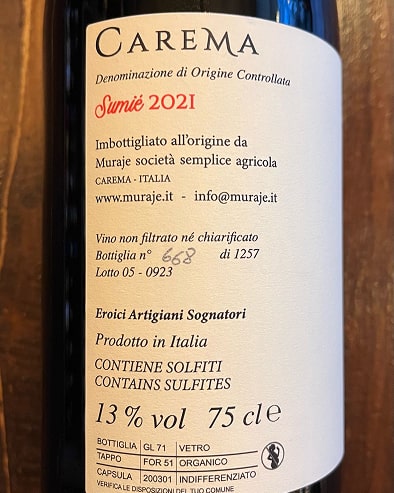 CAREMA
Denominazione di Origine Controllata
Sumié 2021
Imbottigliato all'origine da
Muraje società semplice agricola
CAREMA - ITALIA
www.muraje.it - info@muraje.it
Vino non filtrato né chiarificato
Bottiglia n° 668 di 1257
Lotto 05 - 0923
Eroici Artigiani Sognatori
Prodotto in Italia
CONTIENE SOLFITI
CONTAINS SULFITES
13 % vol 75 cl e
BOTTIGLIA GL 71 VETRO
TAPPO FOR 51 ORGANICO
CAPSULA 200301 INDIFFERENZIATO
VERIFICA LE DISPOSIZIONI DEL TUO COMUNE